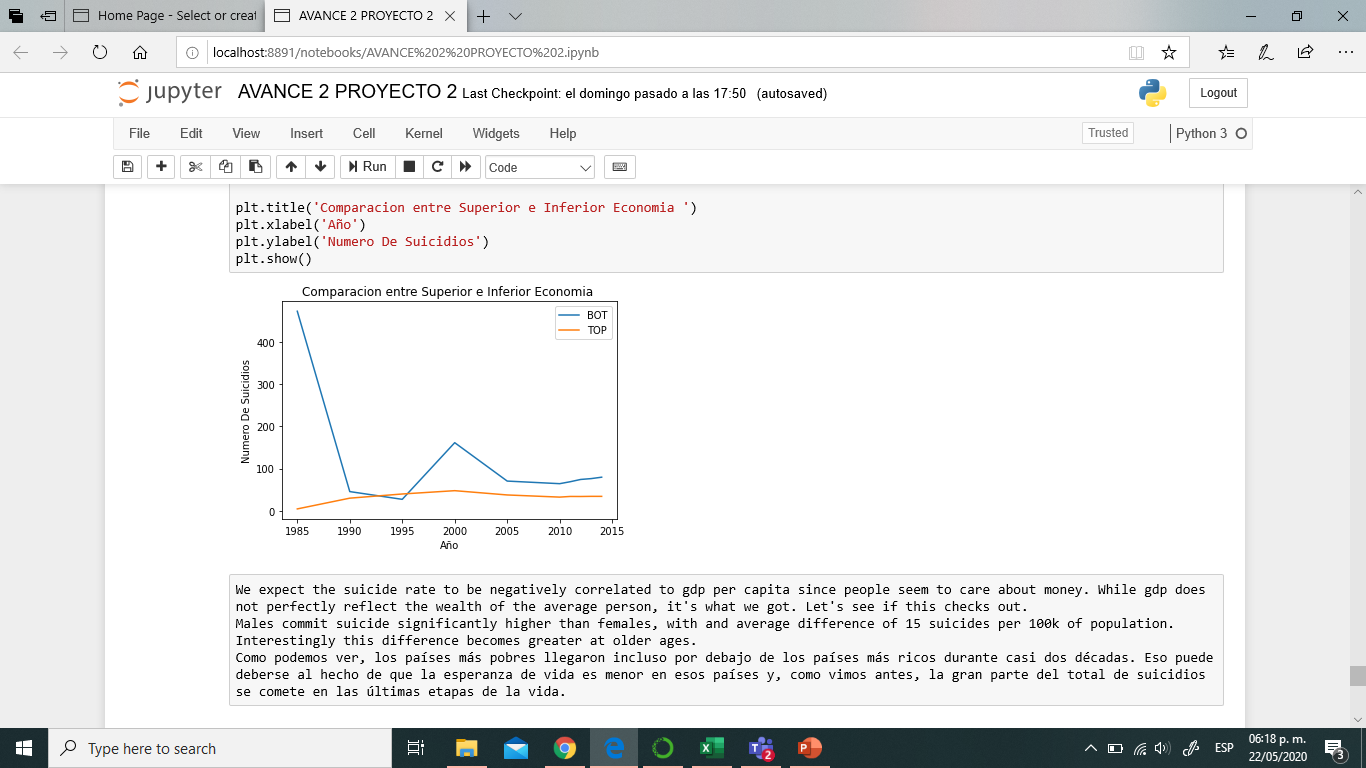 Home Page - Select or creat
AVANCE 2 PROYECTO 2
localhost:8891/notebooks/AVANCE%202%20PROYECTO%202.ipynb
jupyter AVANCE 2 PROYECTO 2 Last Checkpoint: el domingo pasado a las 17:50 (autosaved)
Logout
File Edit View Insert Cell Kernel Widgets Help
Trusted
Python 3
Run
Code
plt.title('Comparacion entre Superior e Inferior Economia ')
plt.xlabel('Año')
plt.ylabel('Numero De Suicidios')
plt.show()
Comparacion entre Superior e Inferior Economia
BOT
TOP
Numero De Suicidios
400
300
200
100
0
1985 1990 1995 2000 2005 2010 2015
Año
We expect the suicide rate to be negatively correlated to gdp per capita since people seem to care about money. While gdp does
not perfectly reflect the wealth of the average person, it's what we got. Let's see if this checks out.
Males commit suicide significantly higher than females, with and average difference of 15 suicides per 100k of population.
Interestingly this difference becomes greater at older ages.
Como podemos ver, los países más pobres llegaron incluso por debajo de los países más ricos durante casi dos décadas. Eso puede
deberse al hecho de que la esperanza de vida es menor en esos países y, como vimos antes, la gran parte del total de suicidios
se comete en las últimas etapas de la vida.
Type here to search
2
ESP
06:18 p. m.
22/05/2020
3